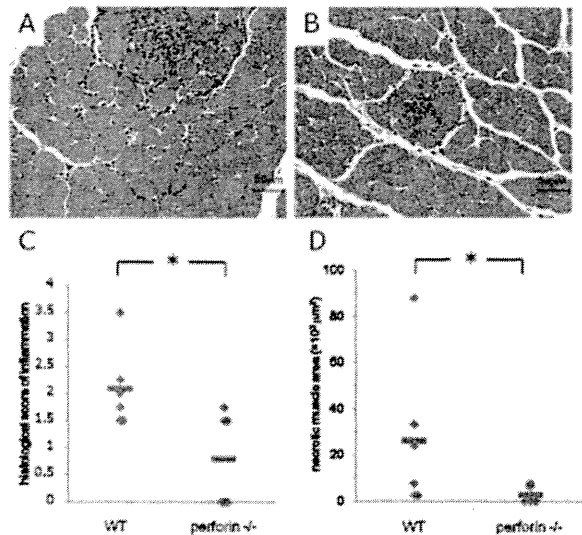 A
B
C
D
*
*
histological score of inflammation
4
3.5
3
2.5
2
1.5
1
0.5
0
WT
perforin -/-
necrotic muscle area (×10³ μm²)
100
80
60
40
20
0
WT
perforin -/-